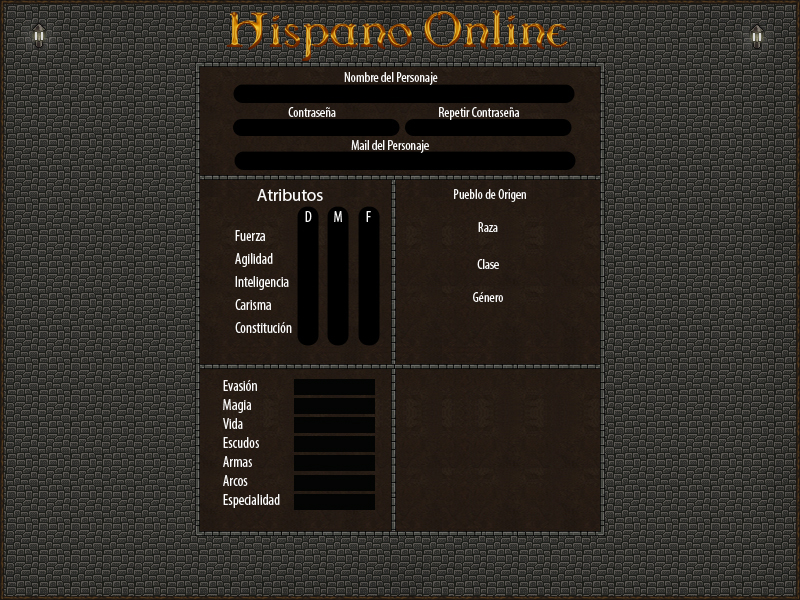 Hispano Online
Nombre del Personaje
Contraseña Repetir Contraseña
Mail del Personaje
Atributos
D M F
Fuerza
Agilidad
Inteligencia
Carisma
Constitución
Pueblo de Origen
Raza
Clase
Género
Evasión
Magia
Vida
Escudos
Armas
Arcos
Especialidad